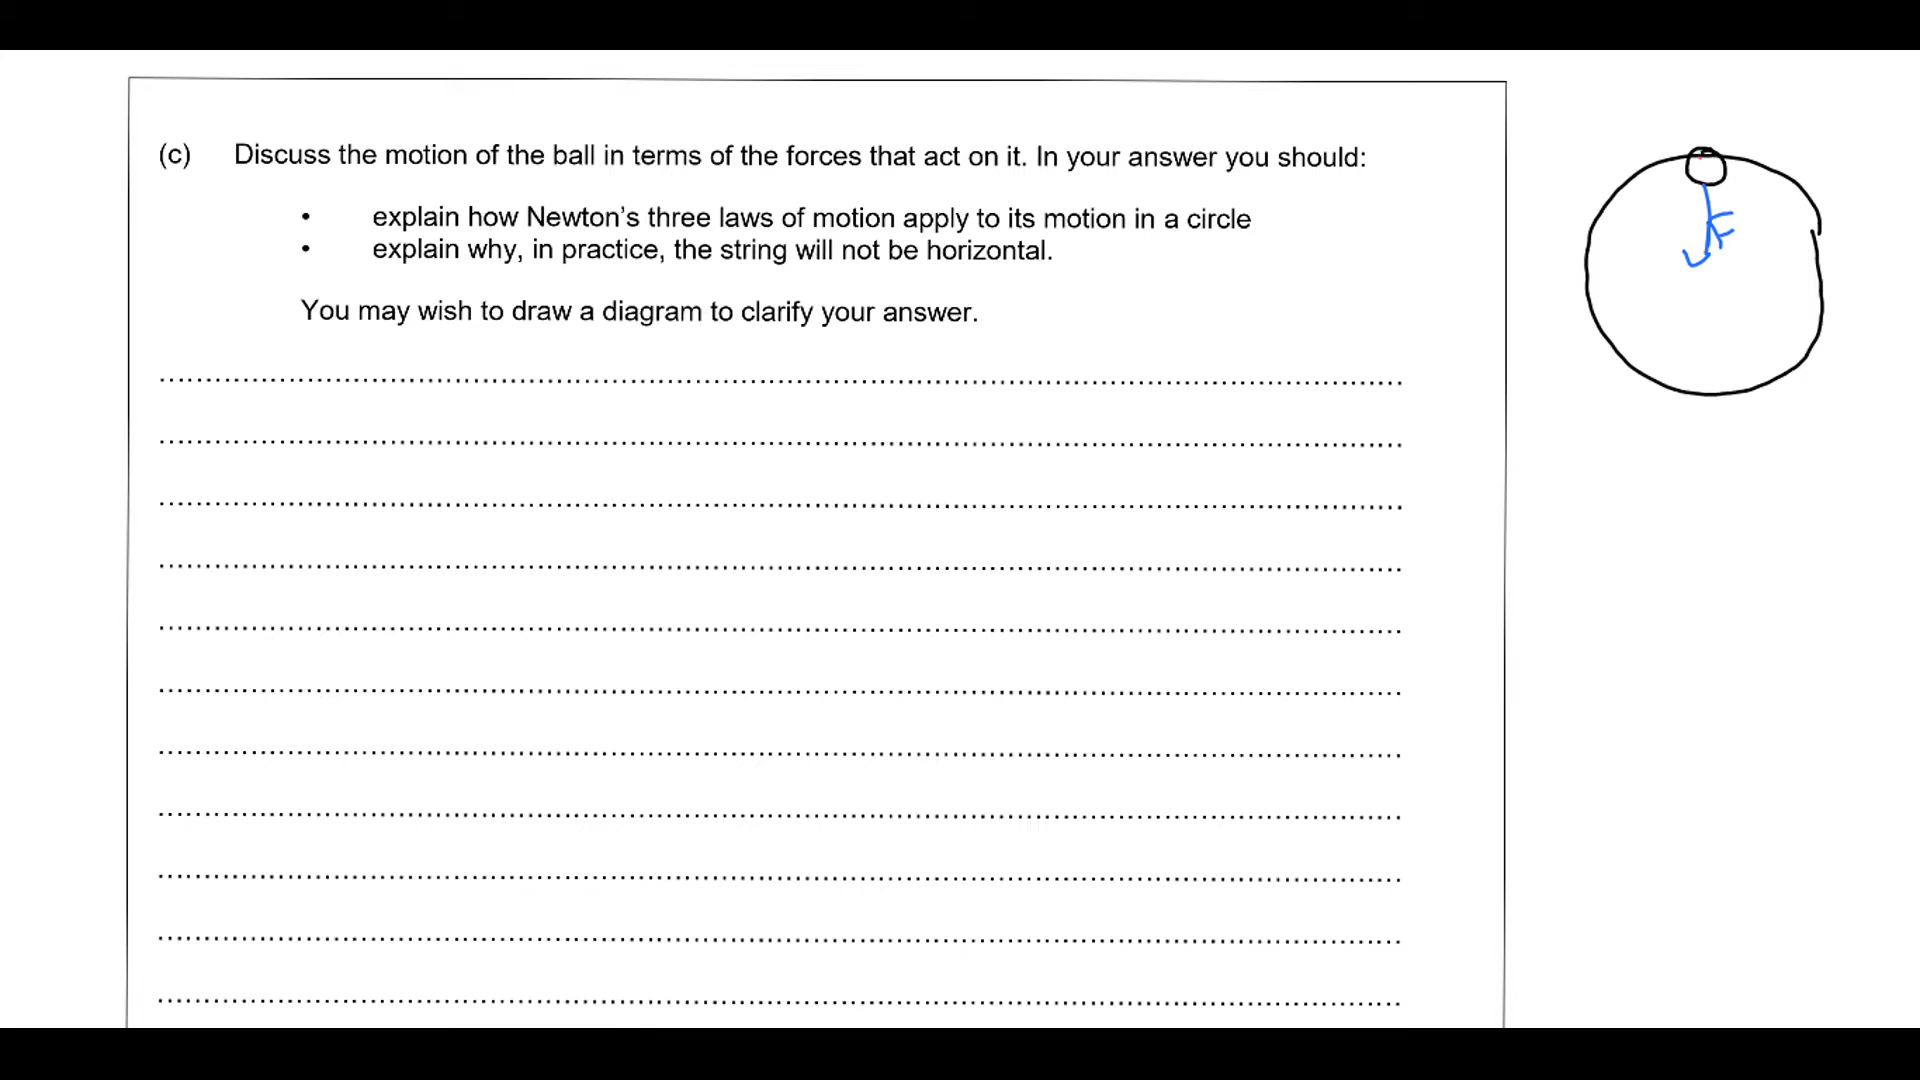 (c) Discuss the motion of the ball in terms of the forces that act on it. In your answer you should:
• explain how Newton's three laws of motion apply to its motion in a circle
• explain why, in practice, the string will not be horizontal.
You may wish to draw a diagram to clarify your answer.
F